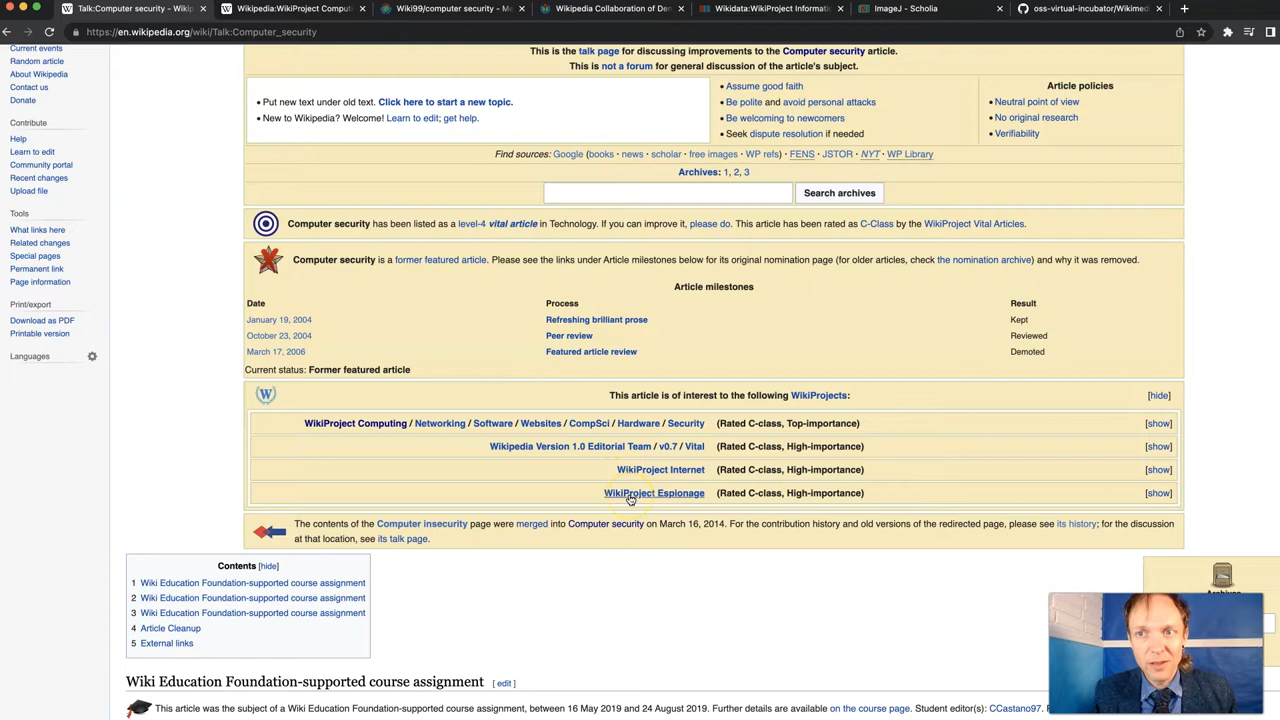 Talk:Computer security - Wikip
Wikipedia:WikiProject Computi
Wiki99/computer security - Me
Wikipedia Collaboration of Den
Wikidata:WikiProject Informati
ImageJ - Scholia
oss-virtual-incubator/Wikimed
https://en.wikipedia.org/wiki/Talk:Computer_security
Current events
Random article
About Wikipedia
Contact us
Donate
Contribute
Help
Learn to edit
Community portal
Recent changes
Upload file
Tools
What links here
Related changes
Special pages
Permanent link
Page information
Print/export
Download as PDF
Printable version
Languages
This is the talk page for discussing improvements to the Computer security article.
This is not a forum for general discussion of the article's subject.
• Put new text under old text. Click here to start a new topic.
• New to Wikipedia? Welcome! Learn to edit; get help.
• Assume good faith
• Be polite and avoid personal attacks
• Be welcoming to newcomers
• Seek dispute resolution if needed
Article policies
• Neutral point of view
• No original research
• Verifiability
Find sources: Google (books · news · scholar · free images · WP refs) · FENS · JSTOR · NYT · WP Library
Archives: 1, 2, 3
Search archives
Computer security has been listed as a level-4 vital article in Technology. If you can improve it, please do. This article has been rated as C-Class by the WikiProject Vital Articles.
Computer security is a former featured article. Please see the links under Article milestones below for its original nomination page (for older articles, check the nomination archive) and why it was removed.
Article milestones
Date Process Result
January 19, 2004 Refreshing brilliant prose Kept
October 23, 2004 Peer review Reviewed
March 17, 2006 Featured article review Demoted
Current status: Former featured article
W This article is of interest to the following WikiProjects: [hide]
WikiProject Computing / Networking / Software / Websites / CompSci / Hardware / Security (Rated C-class, Top-importance) [show]
Wikipedia Version 1.0 Editorial Team / v0.7 / Vital (Rated C-class, High-importance) [show]
WikiProject Internet (Rated C-class, High-importance) [show]
WikiProject Espionage (Rated C-class, High-importance) [show]
The contents of the Computer insecurity page were merged into Computer security on March 16, 2014. For the contribution history and old versions of the redirected page, please see its history; for the discussion
at that location, see its talk page.
Contents [hide]
1 Wiki Education Foundation-supported course assignment
2 Wiki Education Foundation-supported course assignment
3 Wiki Education Foundation-supported course assignment
4 Article Cleanup
5 External links
Wiki Education Foundation-supported course assignment [ edit ]
This article was the subject of a Wiki Education Foundation-supported course assignment, between 16 May 2019 and 24 August 2019. Further details are available on the course page. Student editor(s): CCastano97.